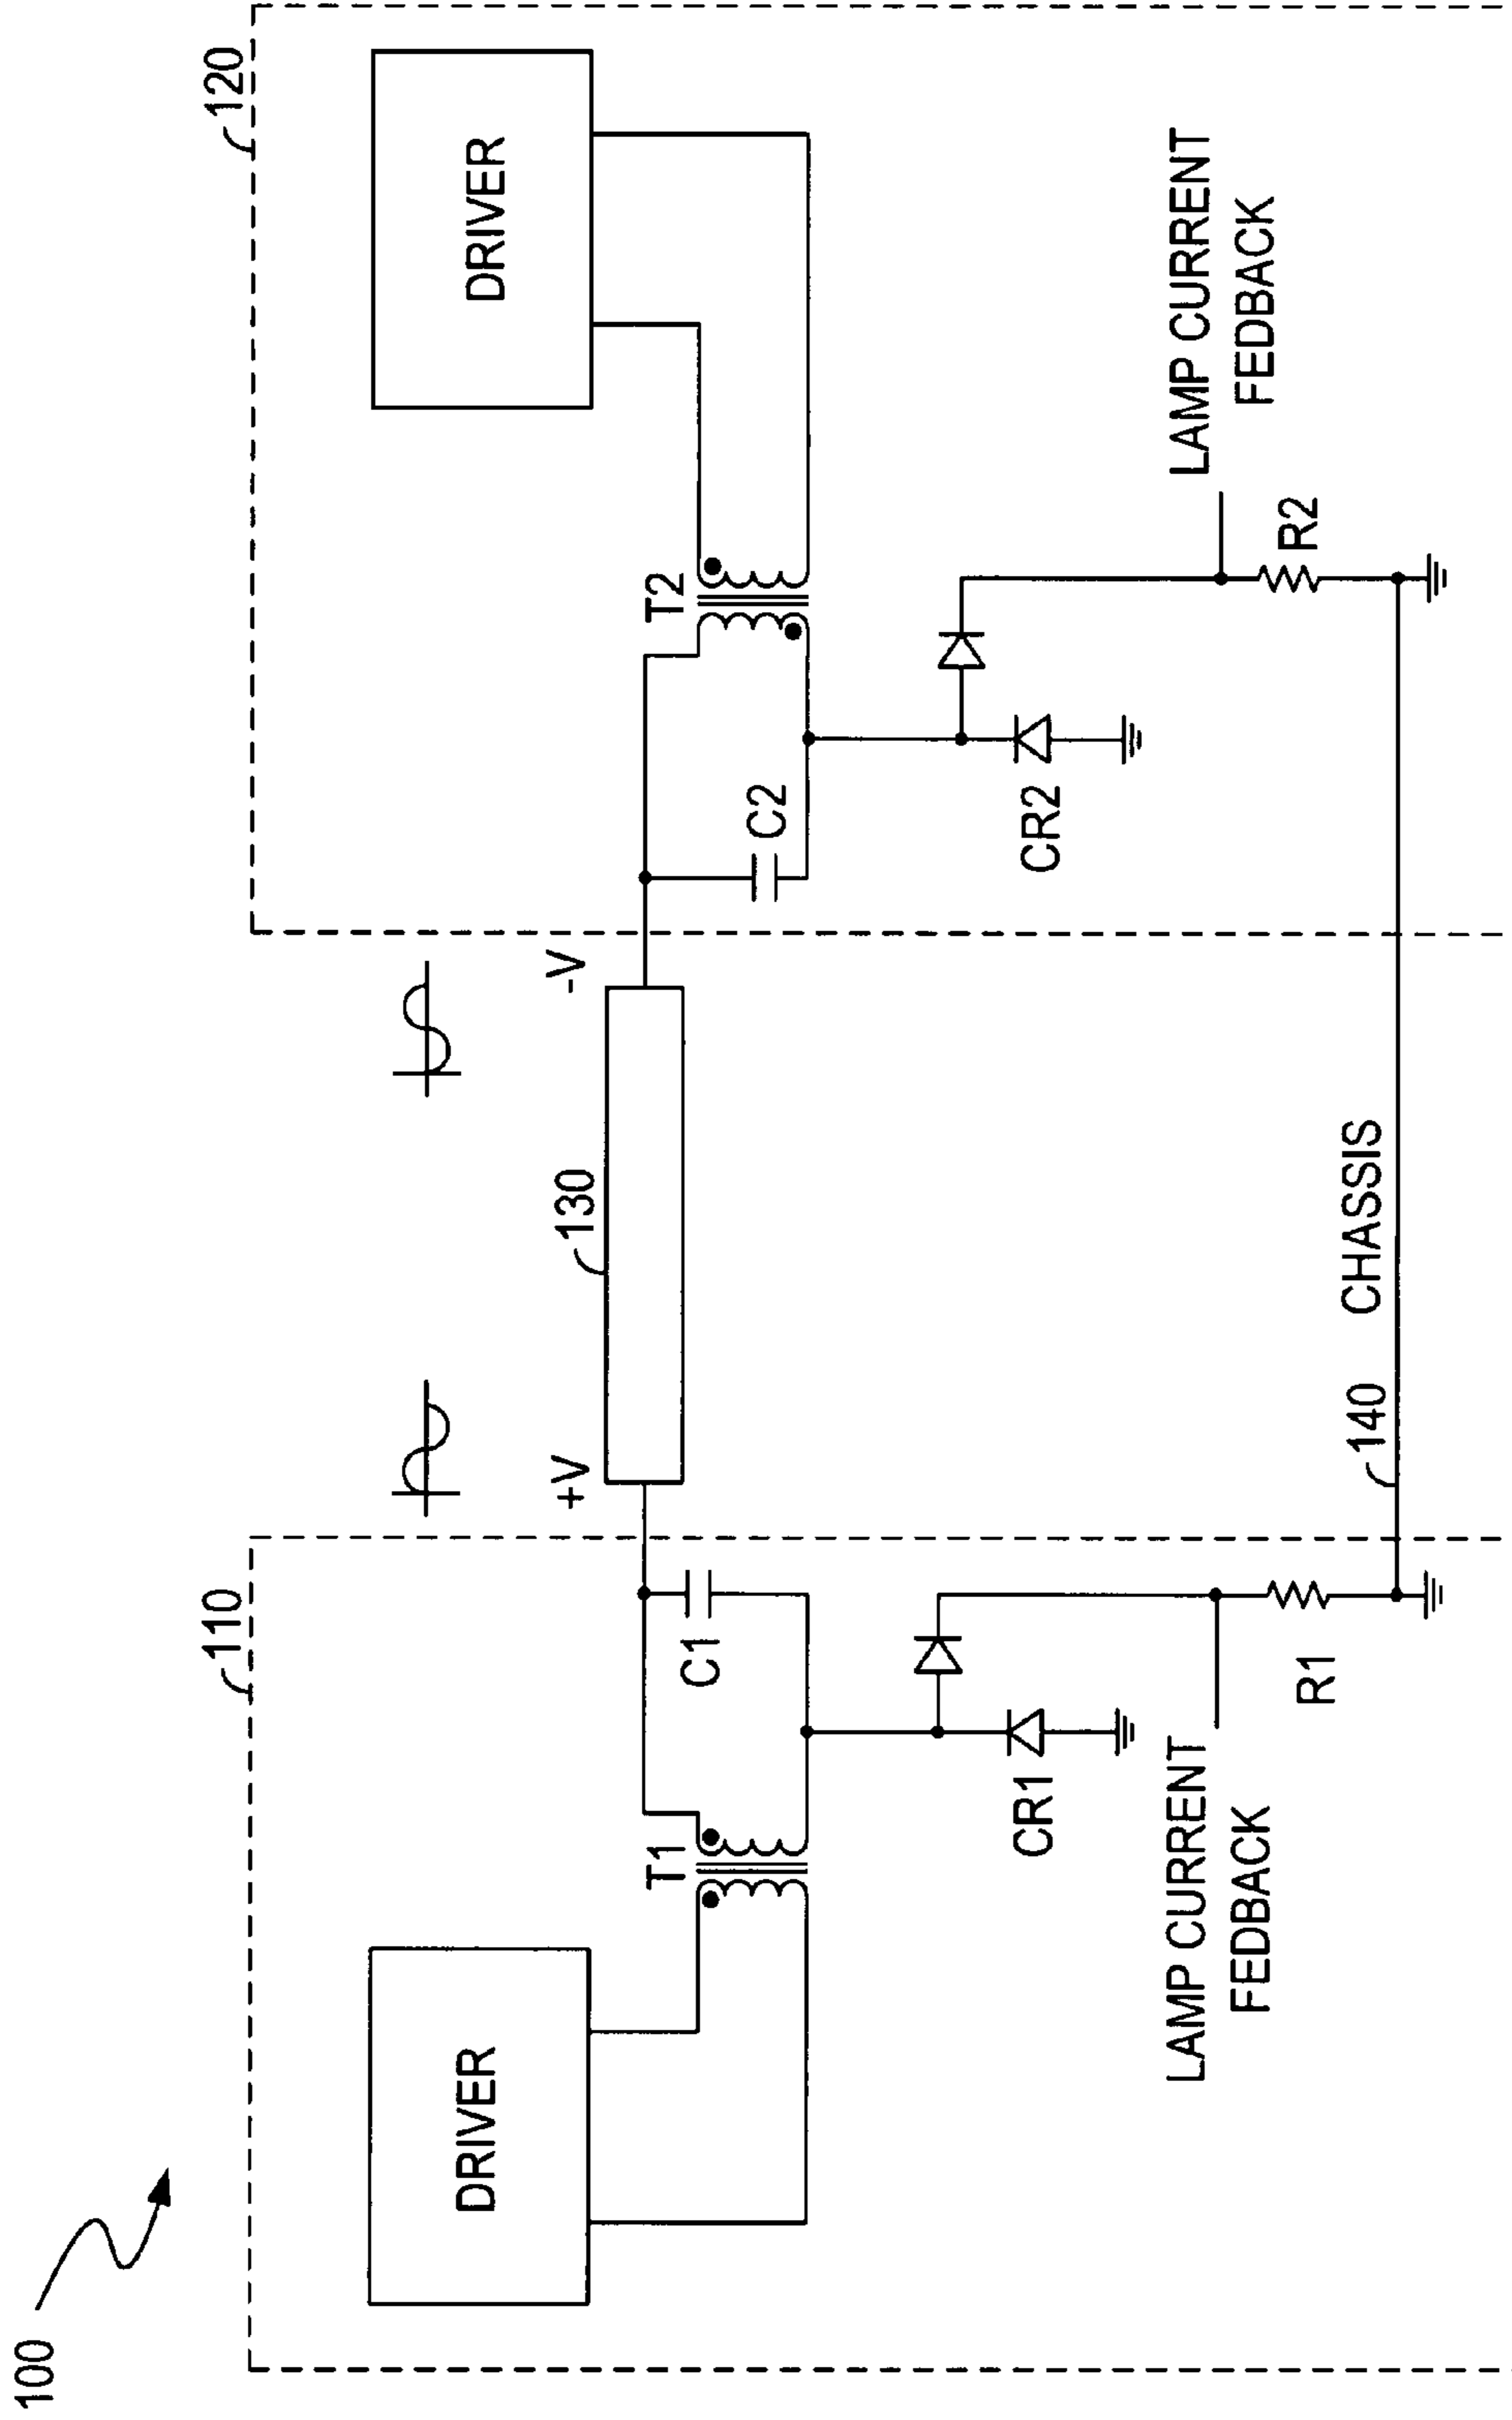 100
110
120
DRIVER
DRIVER
+V
-V
130
T1
T2
C1
C2
CR1
CR2
LAMP CURRENT
FEDBACK
LAMP CURRENT
FEDBACK
R1
R2
140
CHASSIS